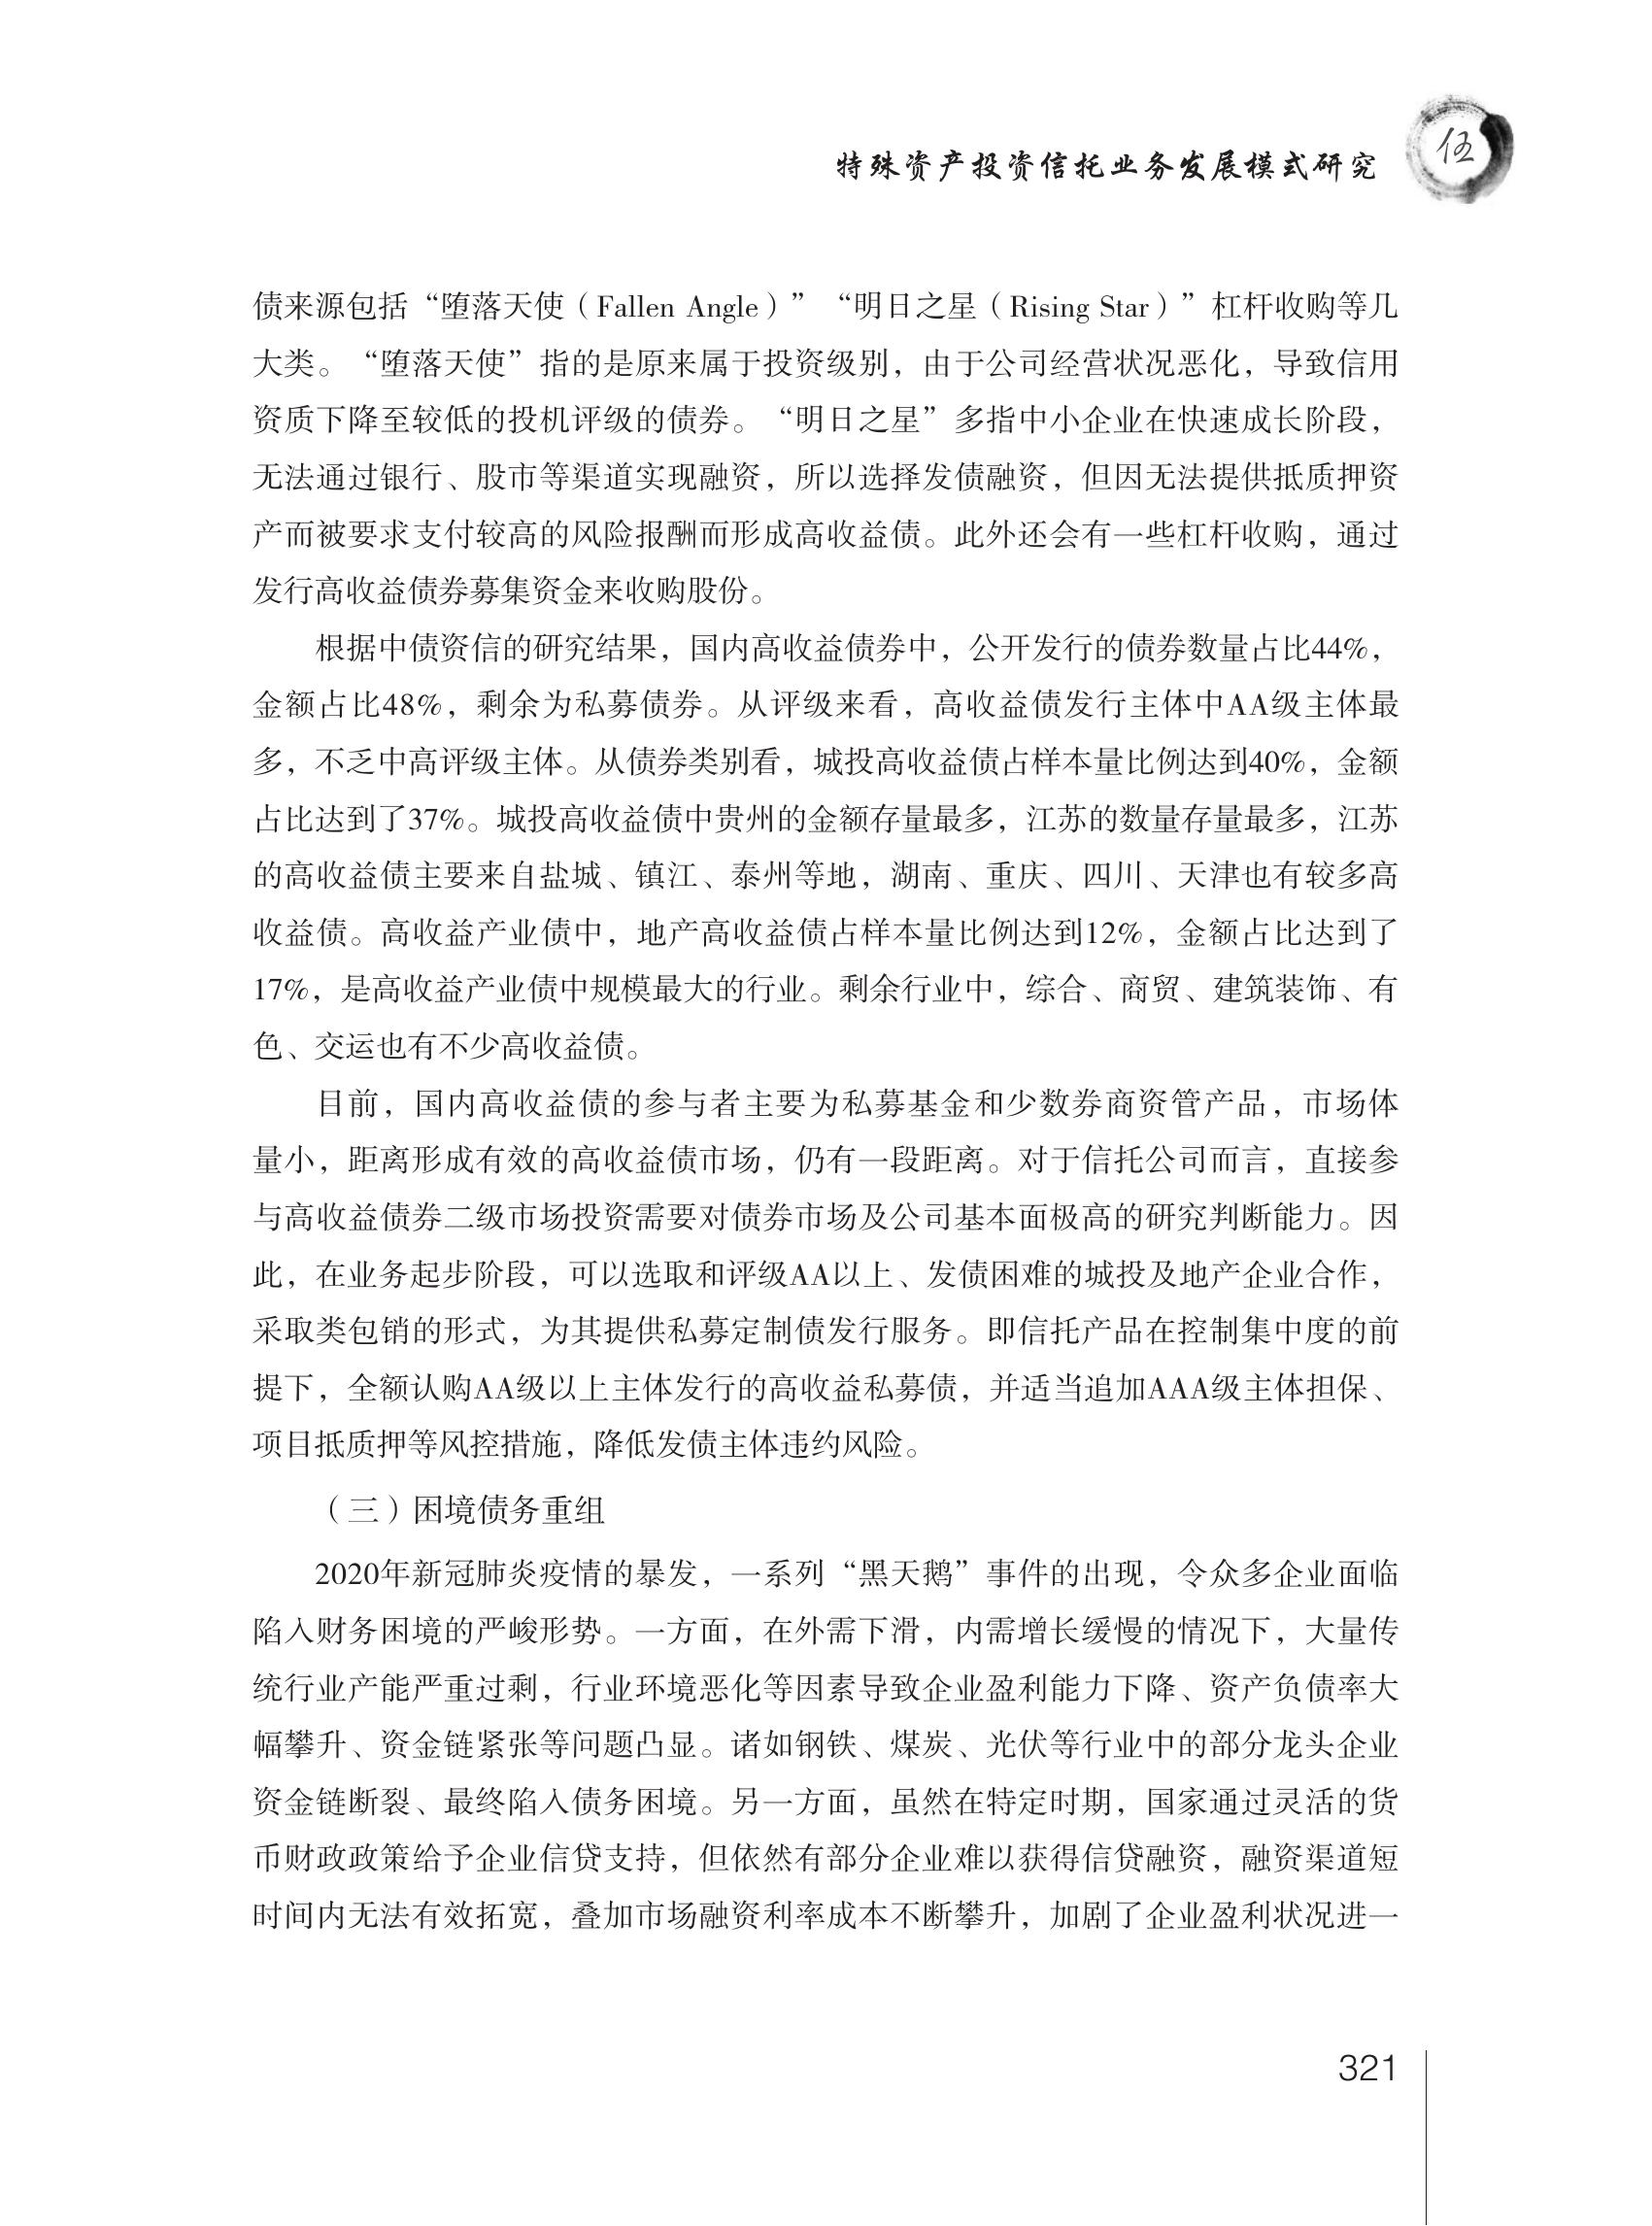 特殊资产投资信托业务发展模式研究
伍
债来源包括“堕落天使（Fallen Angle）”“明日之星（Rising Star）”杠杆收购等几
大类。“堕落天使”指的是原来属于投资级别，由于公司经营状况恶化，导致信用
资质下降至较低的投机评级的债券。“明日之星”多指中小企业在快速成长阶段，
无法通过银行、股市等渠道实现融资，所以选择发债融资，但因无法提供抵质押资
产而被要求支付较高的风险报酬而形成高收益债。此外还会有一些杠杆收购，通过
发行高收益债券募集资金来收购股份。
根据中债资信的研究结果，国内高收益债券中，公开发行的债券数量占比44%，
金额占比48%，剩余为私募债券。从评级来看，高收益债发行主体中AA级主体最
多，不乏中高评级主体。从债券类别看，城投高收益债占样本量比例达到40%，金额
占比达到了37%。城投高收益债中贵州的金额存量最多，江苏的数量存量最多，江苏
的高收益债主要来自盐城、镇江、泰州等地，湖南、重庆、四川、天津也有较多高
收益债。高收益产业债中，地产高收益债占样本量比例达到12%，金额占比达到了
17%，是高收益产业债中规模最大的行业。剩余行业中，综合、商贸、建筑装饰、有
色、交运也有不少高收益债。
目前，国内高收益债的参与者主要为私募基金和少数券商资管产品，市场体
量小，距离形成有效的高收益债市场，仍有一段距离。对于信托公司而言，直接参
与高收益债券二级市场投资需要对债券市场及公司基本面极高的研究判断能力。因
此，在业务起步阶段，可以选取和评级AA以上、发债困难的城投及地产企业合作，
采取类包销的形式，为其提供私募定制债发行服务。即信托产品在控制集中度的前
提下，全额认购AA级以上主体发行的高收益私募债，并适当追加AAA级主体担保、
项目抵质押等风控措施，降低发债主体违约风险。
（三）困境债务重组
2020年新冠肺炎疫情的暴发，一系列“黑天鹅”事件的出现，令众多企业面临
陷入财务困境的严峻形势。一方面，在外需下滑，内需增长缓慢的情况下，大量传
统行业产能严重过剩，行业环境恶化等因素导致企业盈利能力下降、资产负债率大
幅攀升、资金链紧张等问题凸显。诸如钢铁、煤炭、光伏等行业中的部分龙头企业
资金链断裂、最终陷入债务困境。另一方面，虽然在特定时期，国家通过灵活的货
币财政政策给予企业信贷支持，但依然有部分企业难以获得信贷融资，融资渠道短
时间内无法有效拓宽，叠加市场融资利率成本不断攀升，加剧了企业盈利状况进一
321